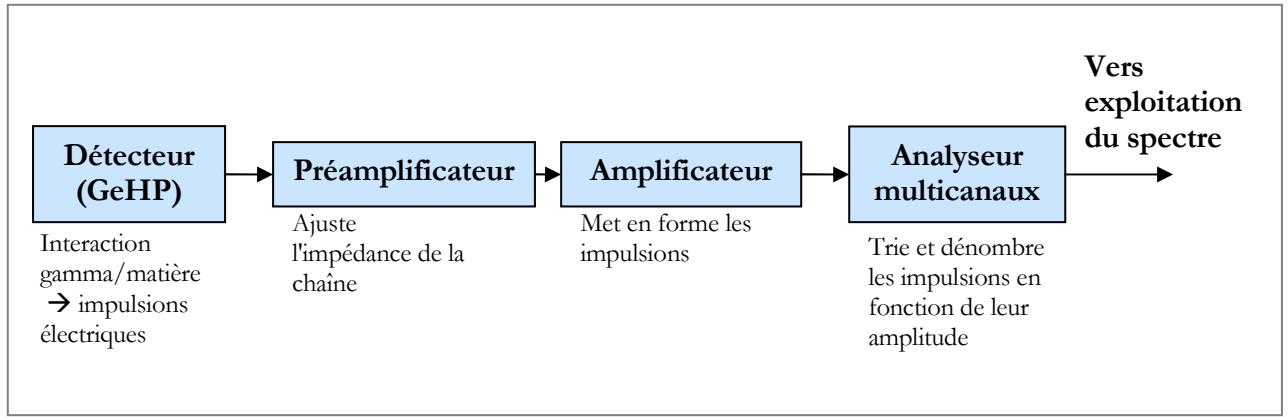 Détecteur
(GeHP)
Interaction
gamma/matière
→ impulsions
électriques
Préamplificateur
Ajuste
l'impédance de la
chaîne
Amplificateur
Met en forme les
impulsions
Analyseur
multicanaux
Trie et dénombre
les impulsions en
fonction de leur
amplitude
Vers
exploitation
du spectre